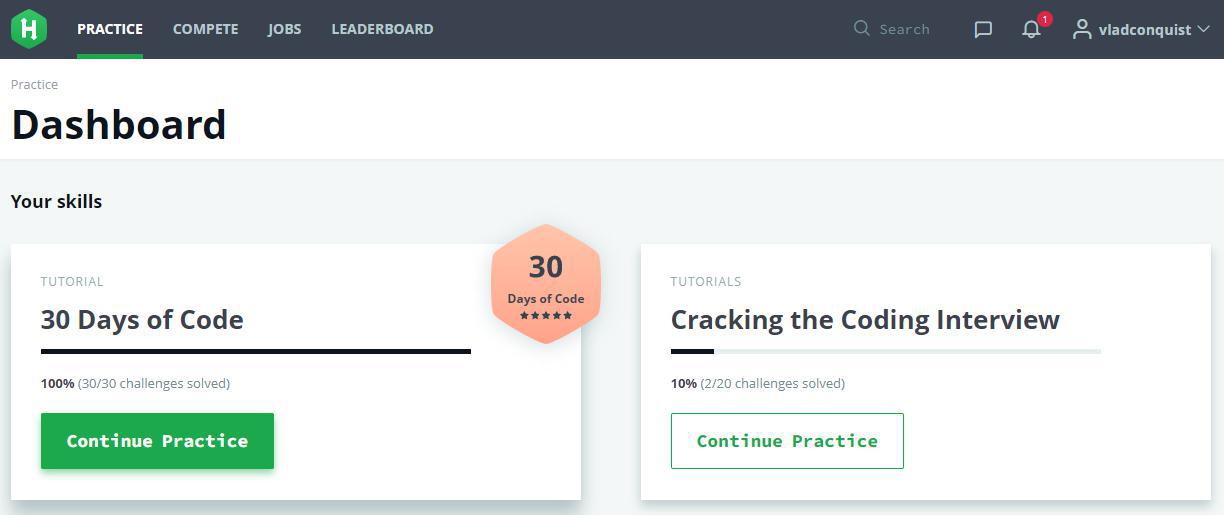 H PRACTICE COMPETE JOBS LEADERBOARD Search 1 vladconquist
Practice
Dashboard
Your skills
30
Days of Code
★★★★★
TUTORIAL
30 Days of Code
100% (30/30 challenges solved)
Continue Practice
TUTORIALS
Cracking the Coding Interview
10% (2/20 challenges solved)
Continue Practice